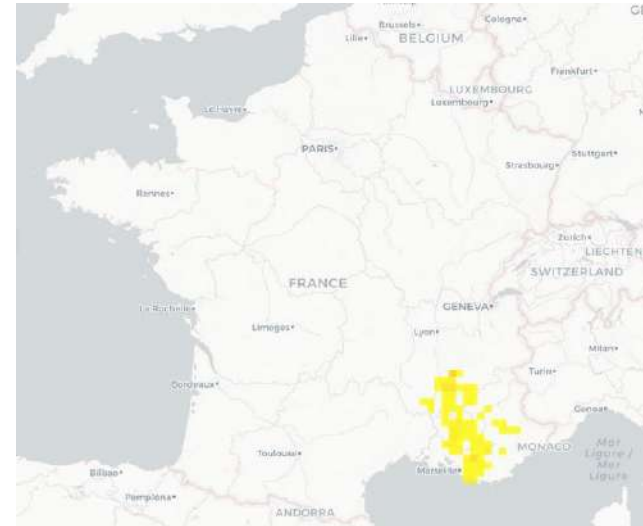 Brussels
Cologne
Lille
BELGIUM
Frankfurt
LUXEMBOURG
Luxembourg
Le Havre
PARIS
Strasbourg
Stuttgart
Rennes
Zurich
LIECHTEN
SWITZERLAND
FRANCE
GENEVA
La Rochelle
Limoges
Lyon
Milan
Turin
Bordeaux
Genoa
MONACO
Mar
Ligure /
Mer
Ligure
Toulouse
Marseille
Bilbao
Pamplona
ANDORRA